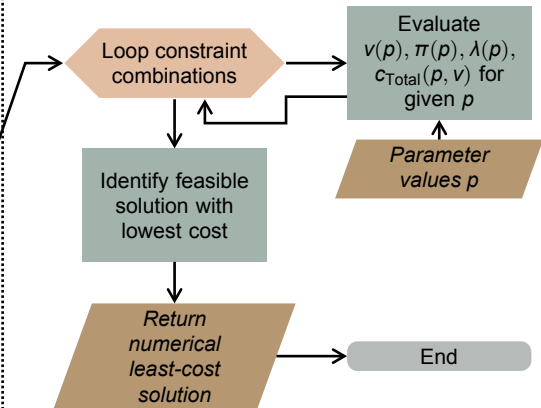 Loop constraint
combinations
Evaluate
v(p), π(p), λ(p),
c_Total(p, v) for
given p
Parameter
values p
Identify feasible
solution with
lowest cost
Return
numerical
least-cost
solution
End